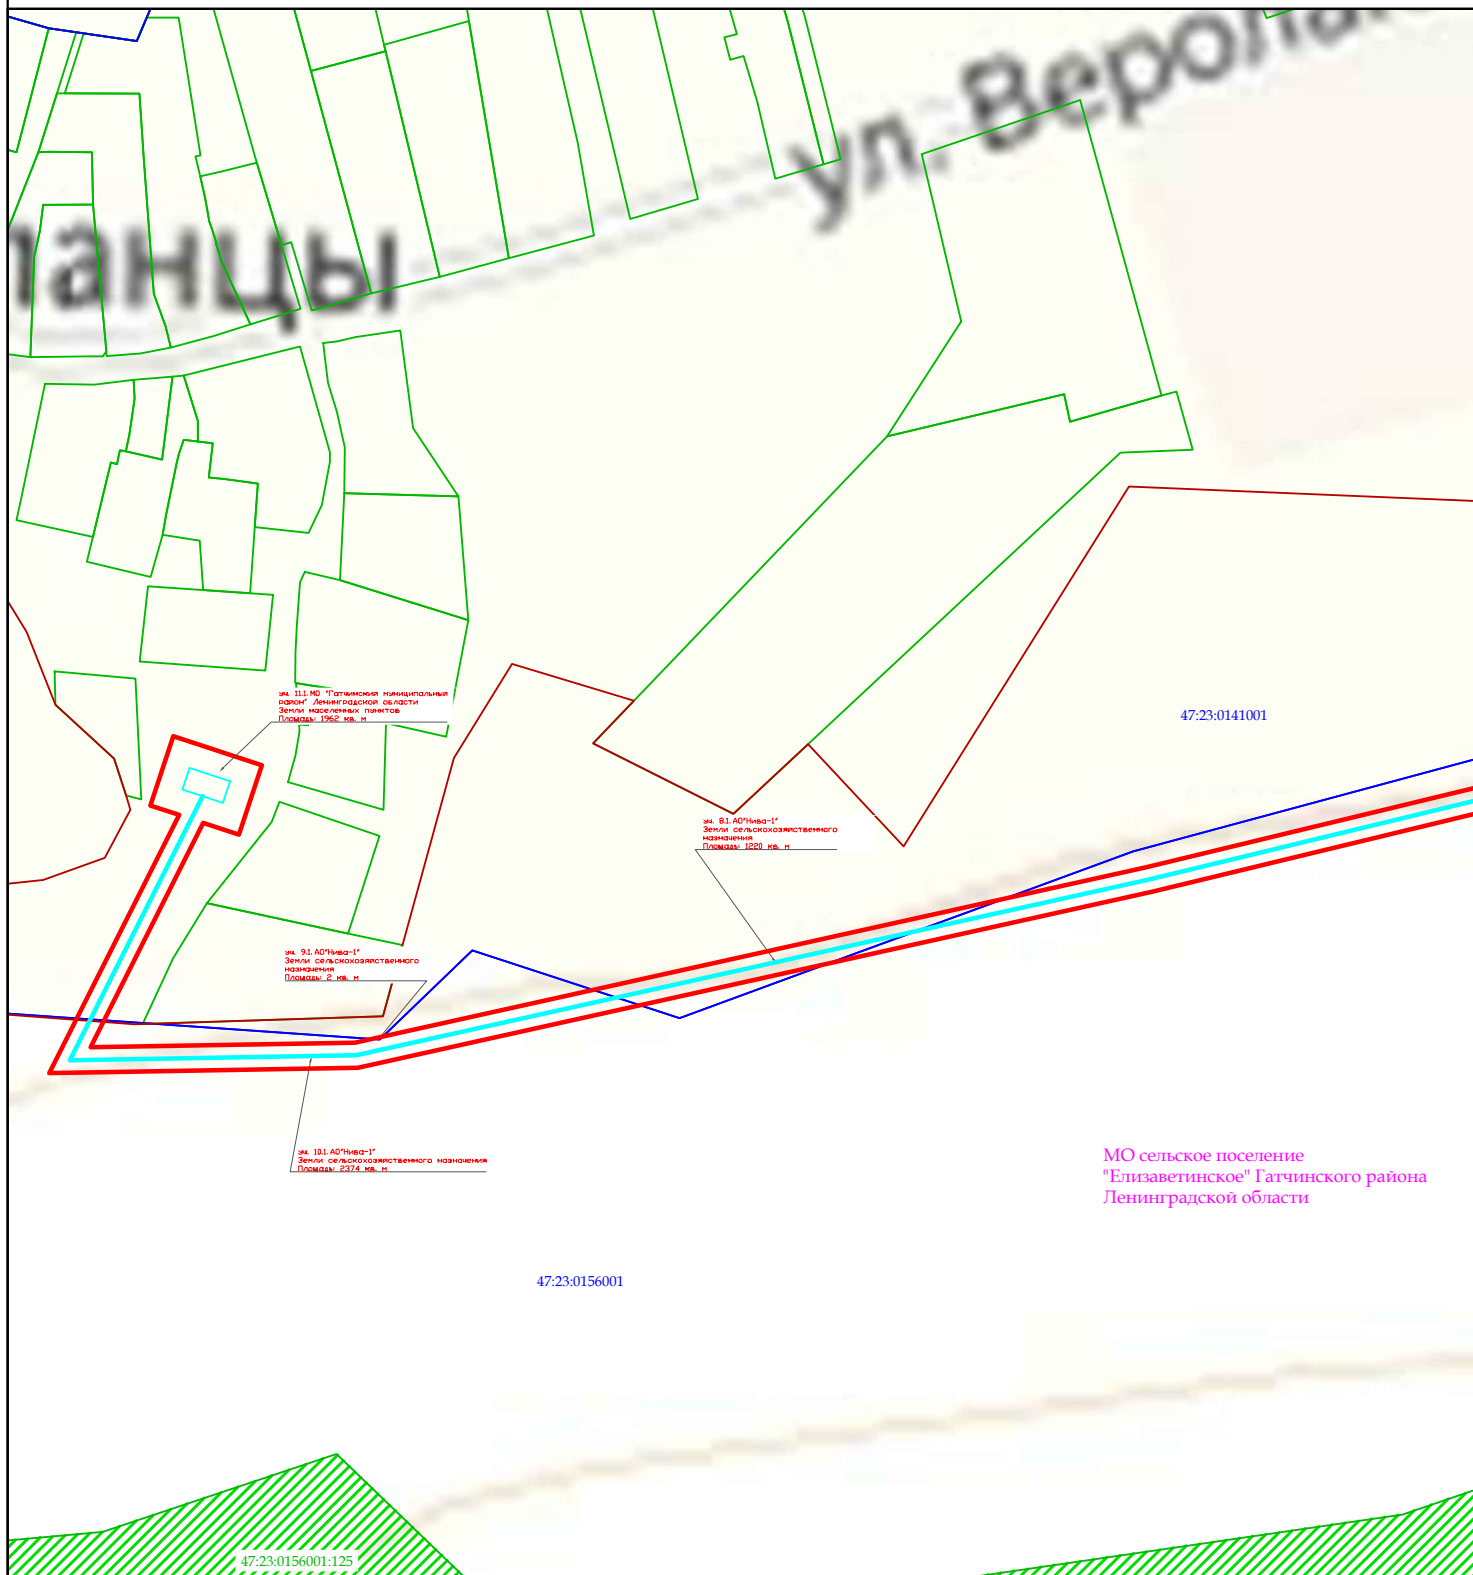 ул. Верола
ланцы
уч. 11.1. МО "Гатчинский муниципальный
район" Ленинградской области
Земли населенных пунктов
Площадь: 1962 кв. м
47:23:0141001
уч. 8.1. АО"Нива-1"
Земли сельскохозяйственного
назначения
Площадь: 1220 кв. м
уч. 9.1. АО"Нива-1"
Земли сельскохозяйственного
назначения
Площадь: 2 кв. м
уч. 10.1. АО"Нива-1"
Земли сельскохозяйственного назначения
Площадь: 2374 кв. м
МО сельское поселение
"Елизаветинское" Гатчинского района
Ленинградской области
47:23:0156001
47:23:0156001:125